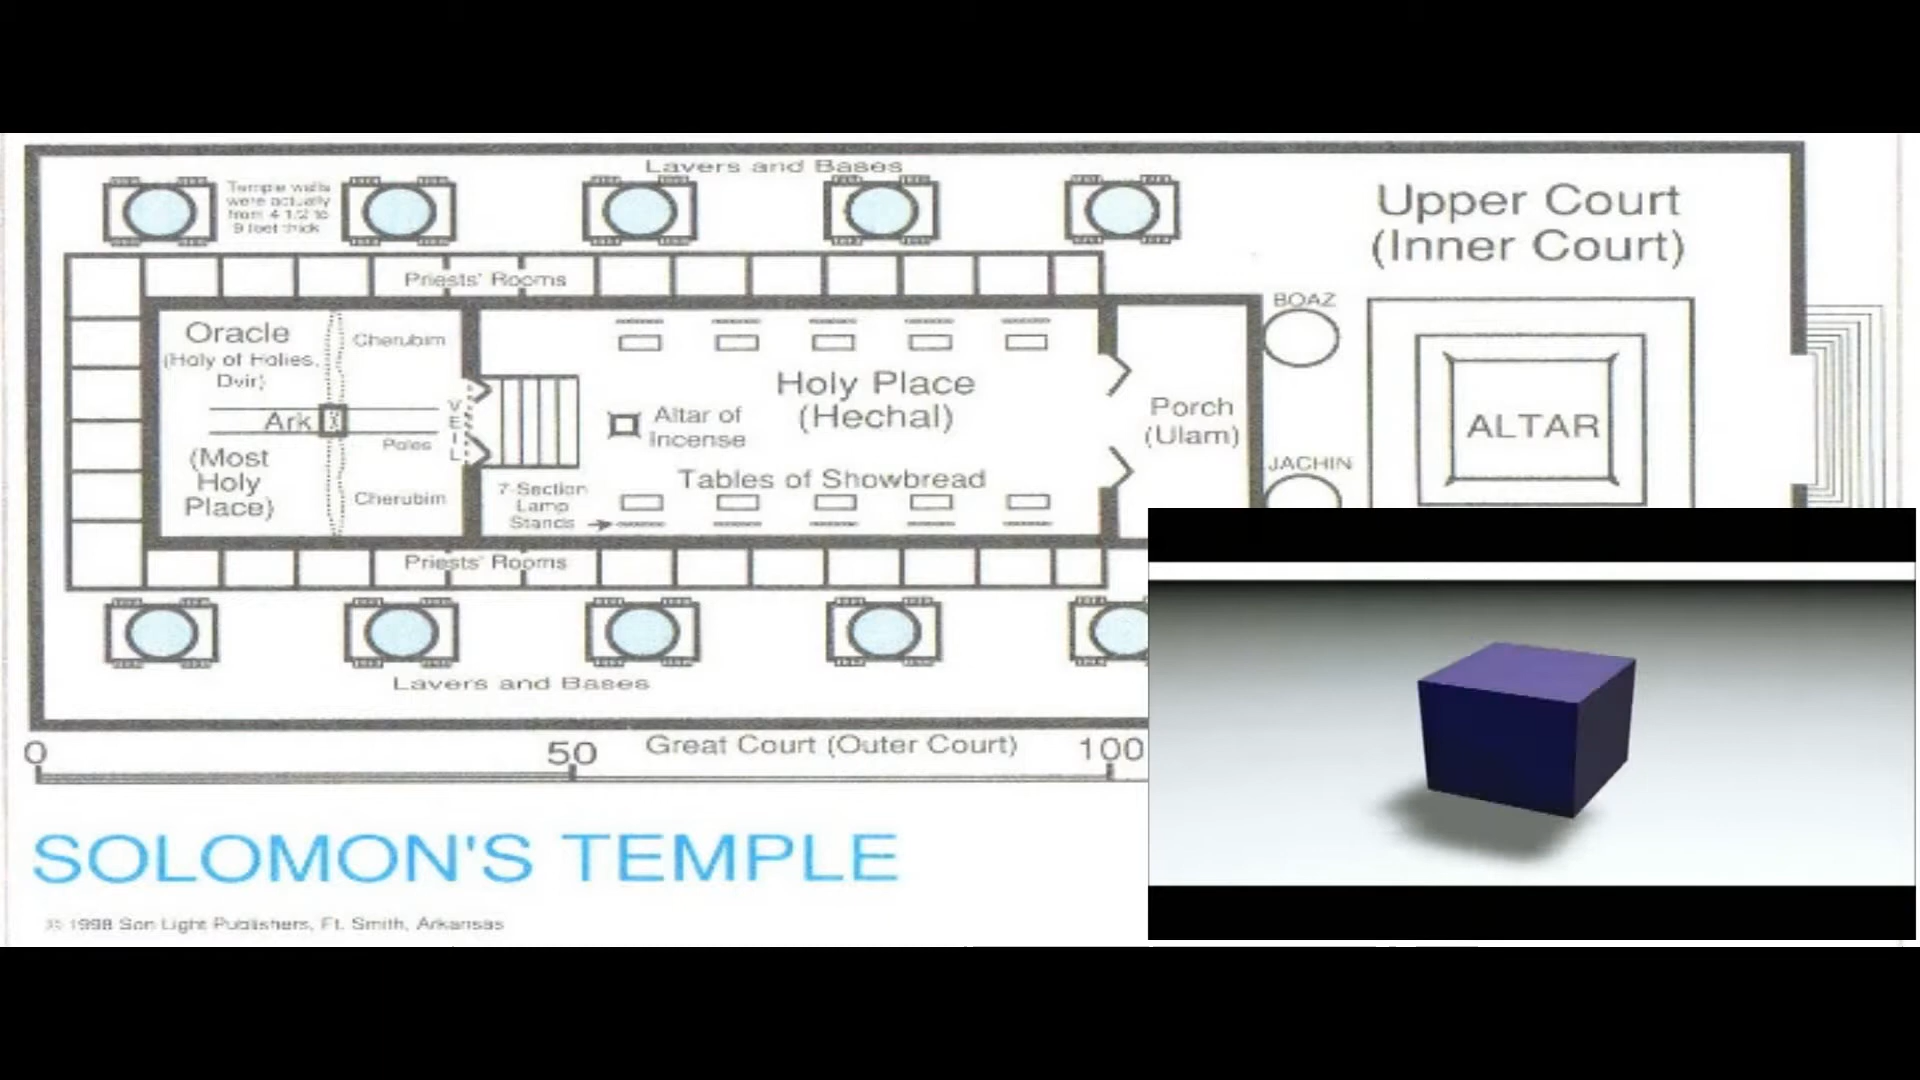 Lavers and Bases
Temple walls
were actually
from 4 1/2 to
9 feet thick
Upper Court
(Inner Court)
Priests' Rooms
BOAZ
Oracle
(Holy of Holies,
Dvir)
Cherubim
Holy Place
(Hechal)
Ark
Poles
VEIL
Altar of
Incense
Porch
(Ulam)
ALTAR
(Most
Holy
Place)
Cherubim
JACHIN
Tables of Showbread
7-Section
Lamp
Stands
Priests' Rooms
Lavers and Bases
0
50
Great Court (Outer Court)
100
SOLOMON'S TEMPLE
© 1998 Son Light Publishers, Ft. Smith, Arkansas